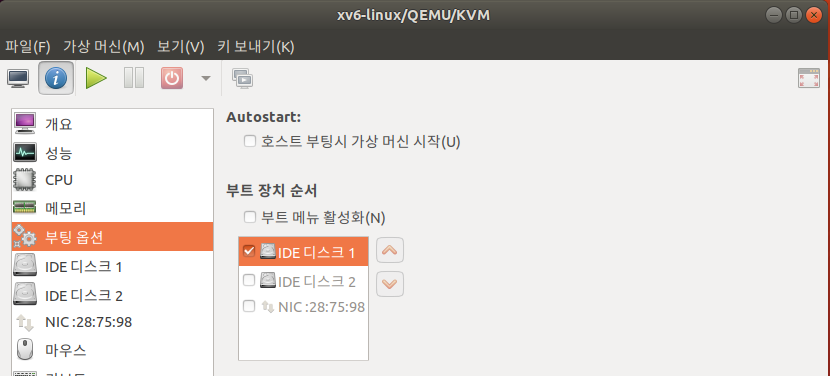 xv6-linux/QEMU/KVM
파일(F) 가상 머신(M) 보기(V) 키 보내기(K)
개요
성능
CPU
메모리
부팅 옵션
IDE 디스크 1
IDE 디스크 2
NIC :28:75:98
마우스
Autostart:
호스트 부팅시 가상 머신 시작(U)
부트 장치 순서
부트 메뉴 활성화(N)
IDE 디스크 1
IDE 디스크 2
NIC :28:75:98